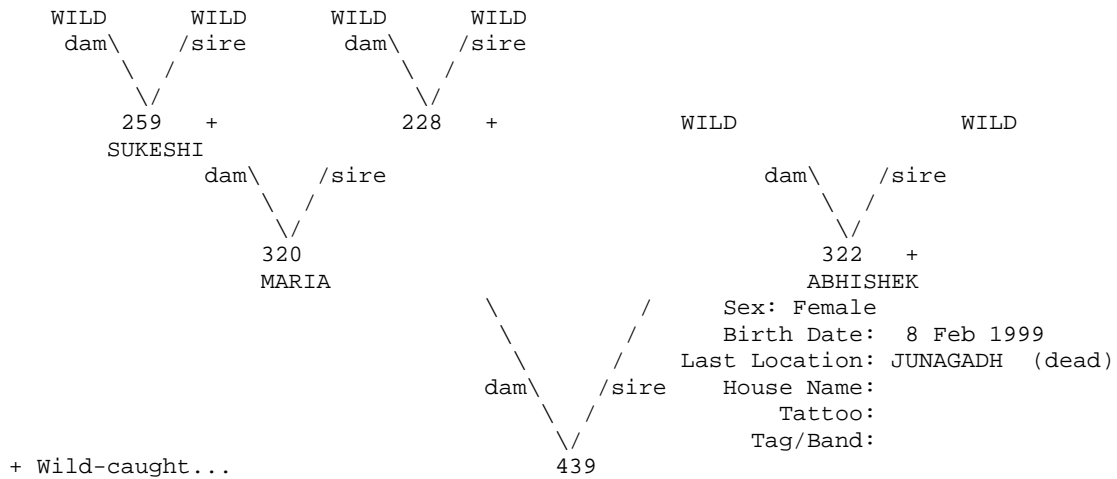 WILD WILD WILD WILD
dam\ /sire dam\ /sire
\ / \ /
\/ \/
259 + 228 + WILD WILD
SUKESHI
dam\ /sire dam\ /sire
\ / \ /
\/ \/
320 322 +
MARIA ABHISHEK
\ / Sex: Female
\ / Birth Date: 8 Feb 1999
\ / Last Location: JUNAGADH (dead)
dam\ /sire House Name:
\ / Tattoo:
\/ Tag/Band:
+ Wild-caught... 439